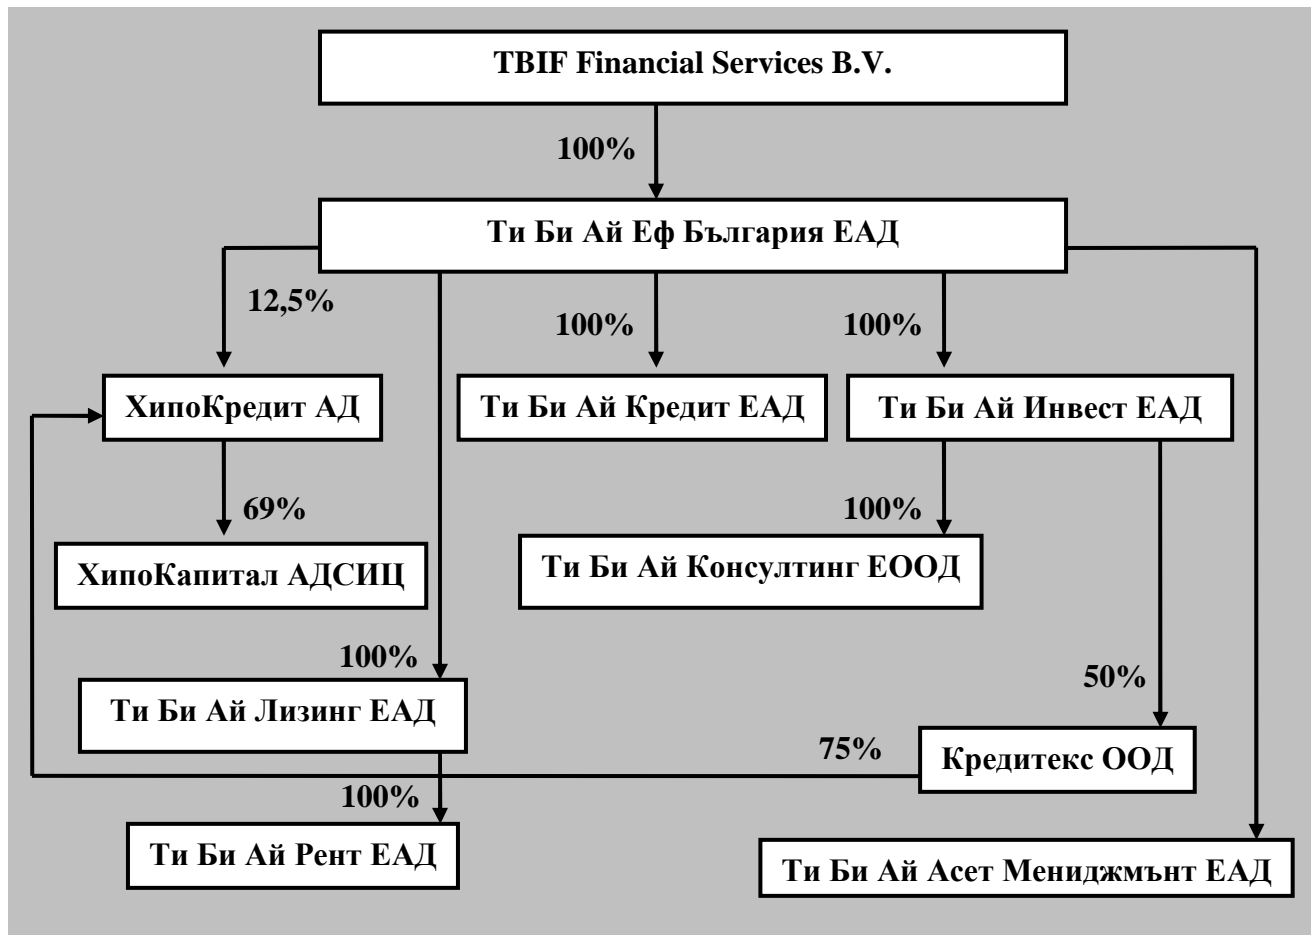 TBIF Financial Services B.V.
100%
Ти Би Ай Еф България ЕАД
12,5%
100%
100%
ХипоКредит АД
Ти Би Ай Кредит ЕАД
Ти Би Ай Инвест ЕАД
69%
100%
ХипоКапитал АДСИЦ
Ти Би Ай Консултинг ЕООД
100%
50%
Ти Би Ай Лизинг ЕАД
75%
Кредитекс ООД
100%
Ти Би Ай Рент ЕАД
Ти Би Ай Асет Мениджмънт ЕАД